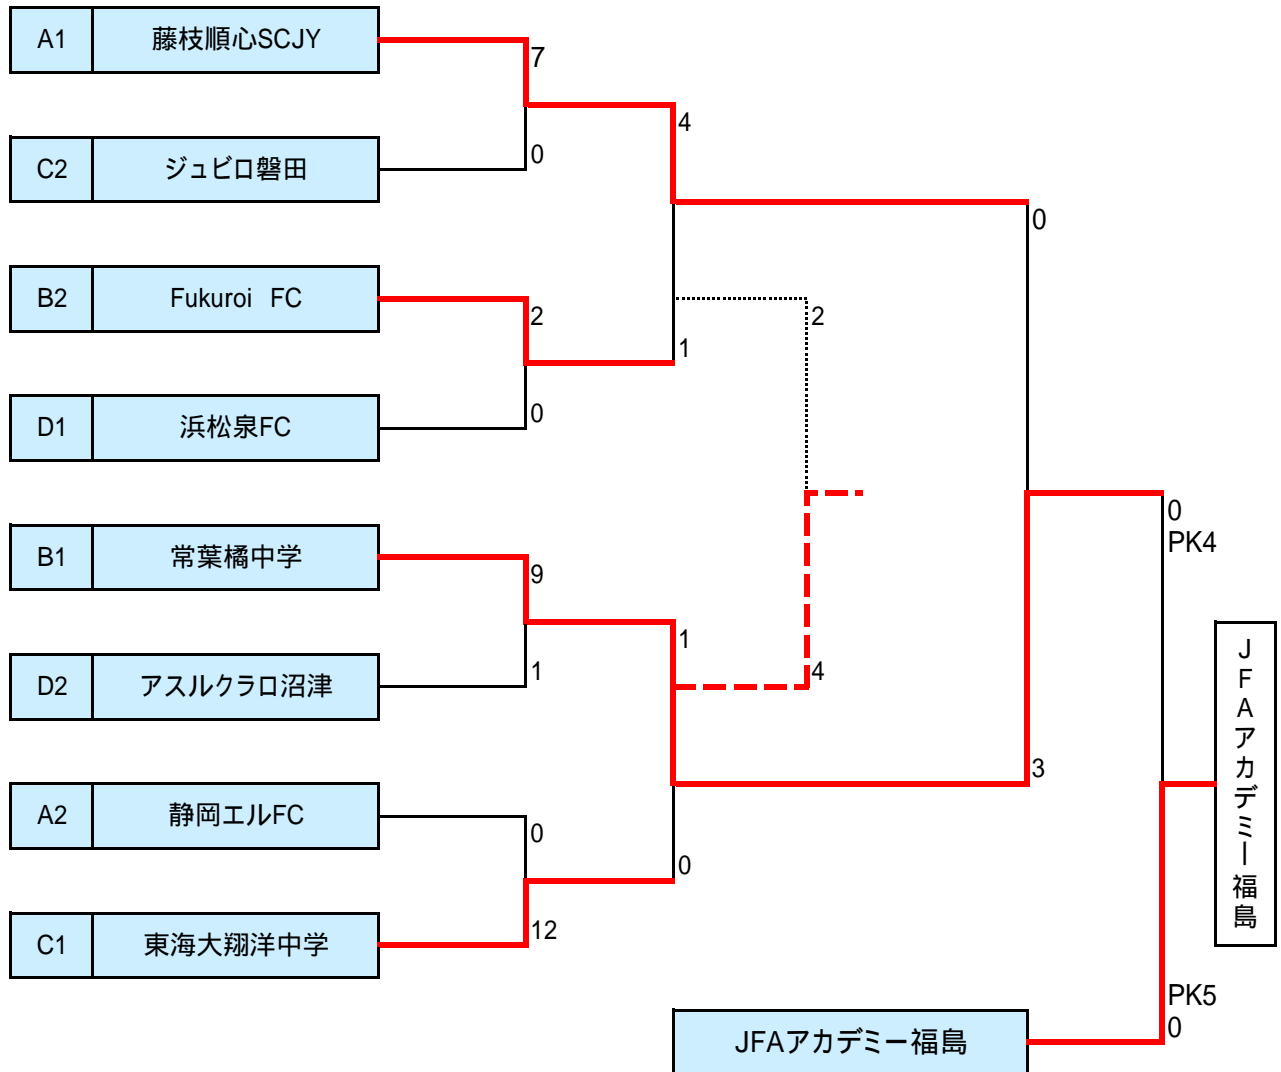 A1 藤枝順心SCJY
7
4
C2 ジュビロ磐田
0
0
B2 Fukuroi FC
2
2
1
D1 浜松泉FC
0
0
PK4
B1 常葉橘中学
9
1
D2 アスルクラロ沼津
1
4
JFAアカデミー福島
3
A2 静岡エルFC
0
0
C1 東海大翔洋中学
12
PK5
0
JFAアカデミー福島